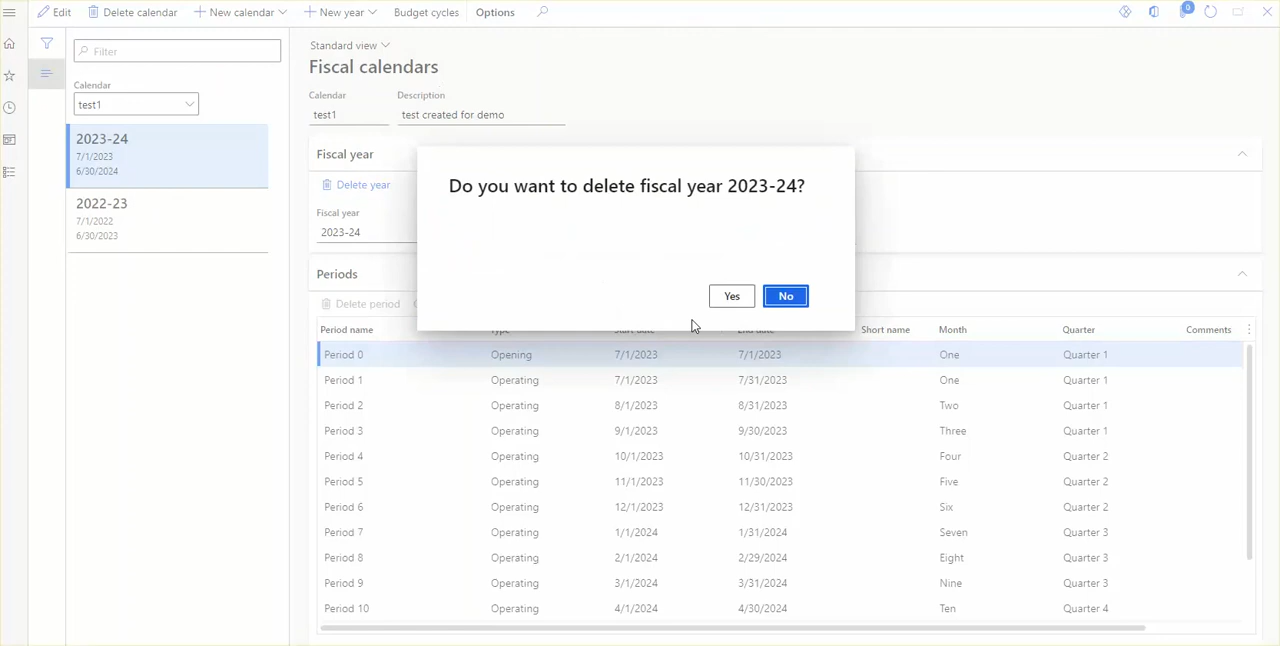 Edit Delete calendar New calendar New year Budget cycles Options 0
Filter
Calendar
test1
2023-24
7/1/2023
6/30/2024
2022-23
7/1/2022
6/30/2023
Standard view
Fiscal calendars
Calendar Description
test1 test created for demo
Fiscal year
Delete year
Fiscal year
2023-24
Do you want to delete fiscal year 2023-24?
Yes No
Periods
Delete period
Period name Type Start date End date Short name Month Quarter Comments
Period 0 Opening 7/1/2023 7/1/2023 One Quarter 1
Period 1 Operating 7/1/2023 7/31/2023 One Quarter 1
Period 2 Operating 8/1/2023 8/31/2023 Two Quarter 1
Period 3 Operating 9/1/2023 9/30/2023 Three Quarter 1
Period 4 Operating 10/1/2023 10/31/2023 Four Quarter 2
Period 5 Operating 11/1/2023 11/30/2023 Five Quarter 2
Period 6 Operating 12/1/2023 12/31/2023 Six Quarter 2
Period 7 Operating 1/1/2024 1/31/2024 Seven Quarter 3
Period 8 Operating 2/1/2024 2/29/2024 Eight Quarter 3
Period 9 Operating 3/1/2024 3/31/2024 Nine Quarter 3
Period 10 Operating 4/1/2024 4/30/2024 Ten Quarter 4